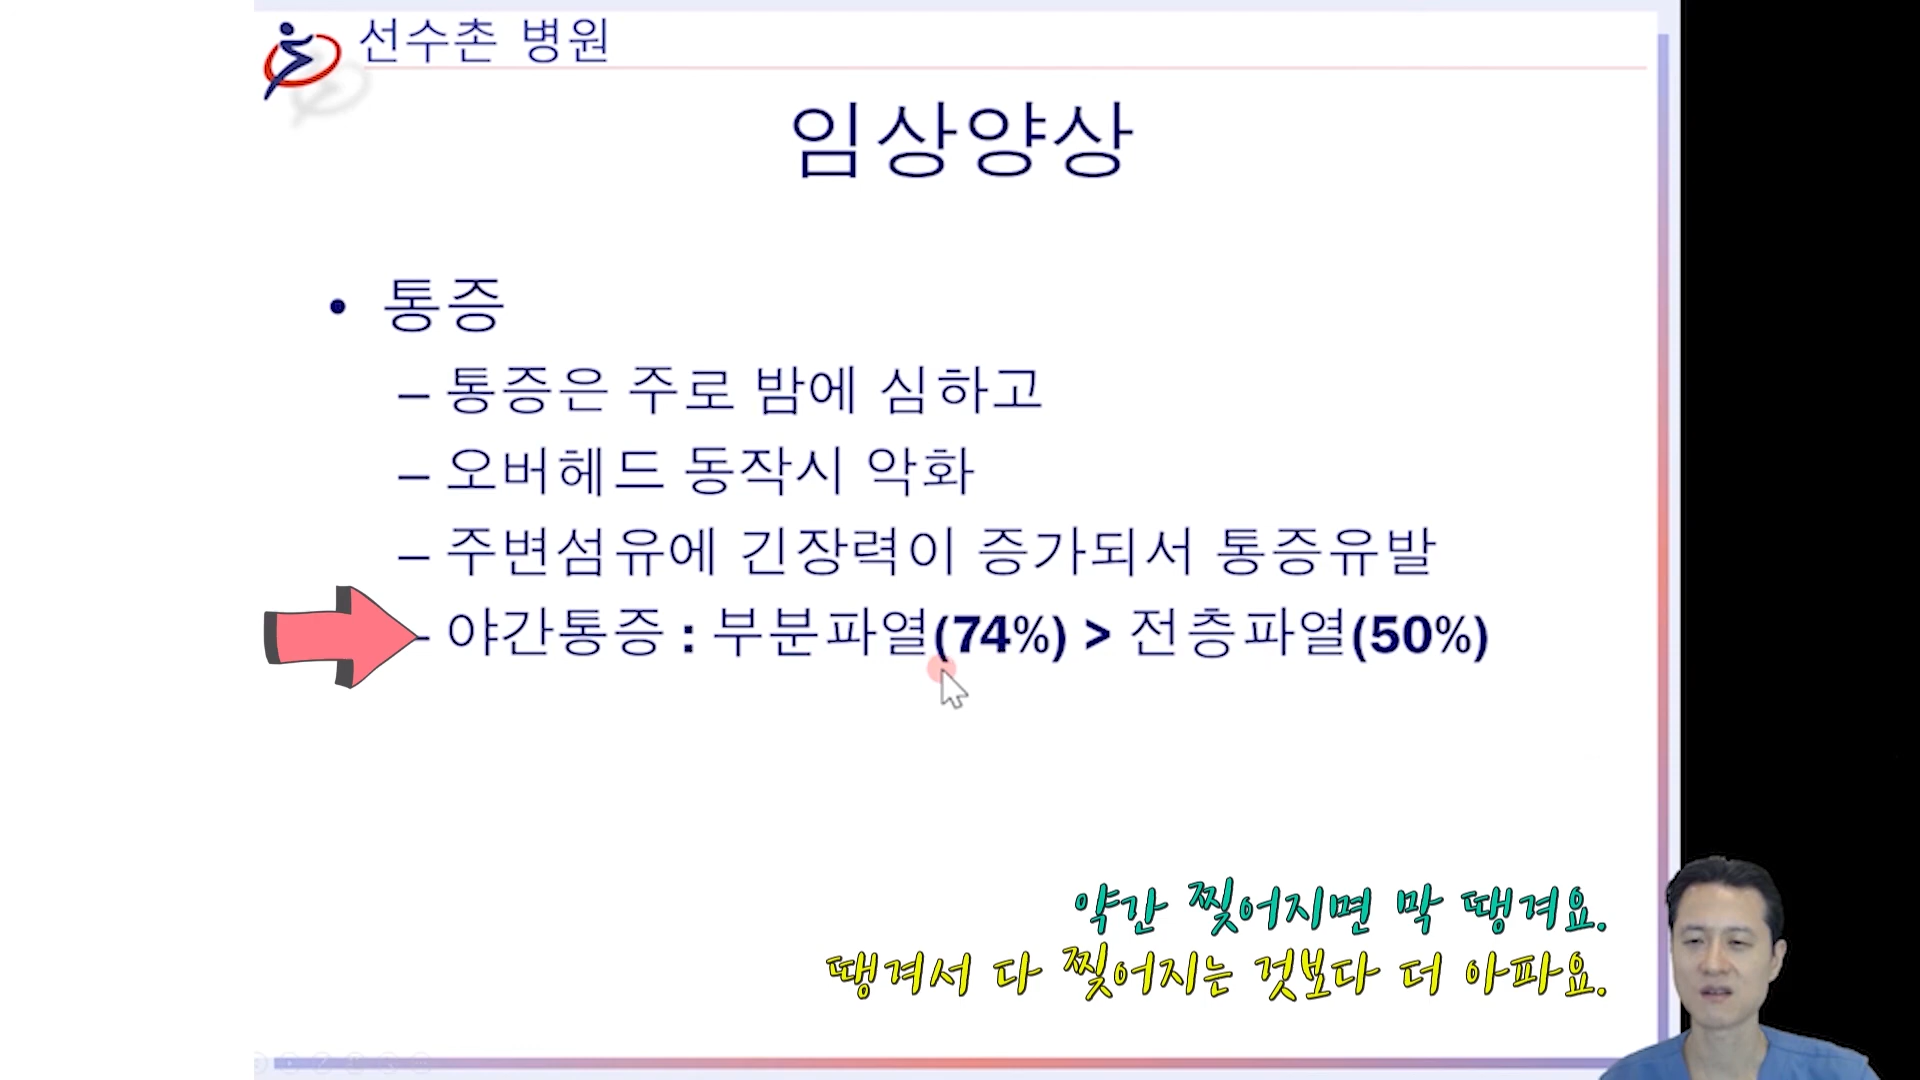 선수촌 병원
임상양상
• 통증
– 통증은 주로 밤에 심하고
– 오버헤드 동작시 악화
– 주변섬유에 긴장력이 증가되서 통증유발
– 야간통증 : 부분파열(74%) > 전층파열(50%)
약간 찢어지면 막 땡겨요.
땡겨서 다 찢어지는 것보다 더 아파요.